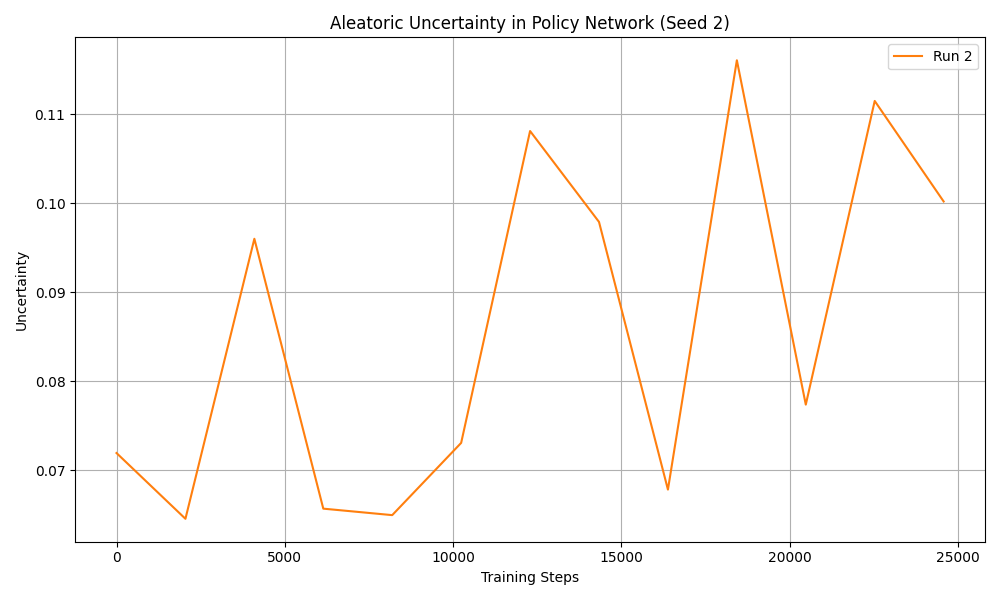 Aleatoric Uncertainty in Policy Network (Seed 2)
Run 2
Uncertainty
0.11
0.10
0.09
0.08
0.07
0 5000 10000 15000 20000 25000
Training Steps